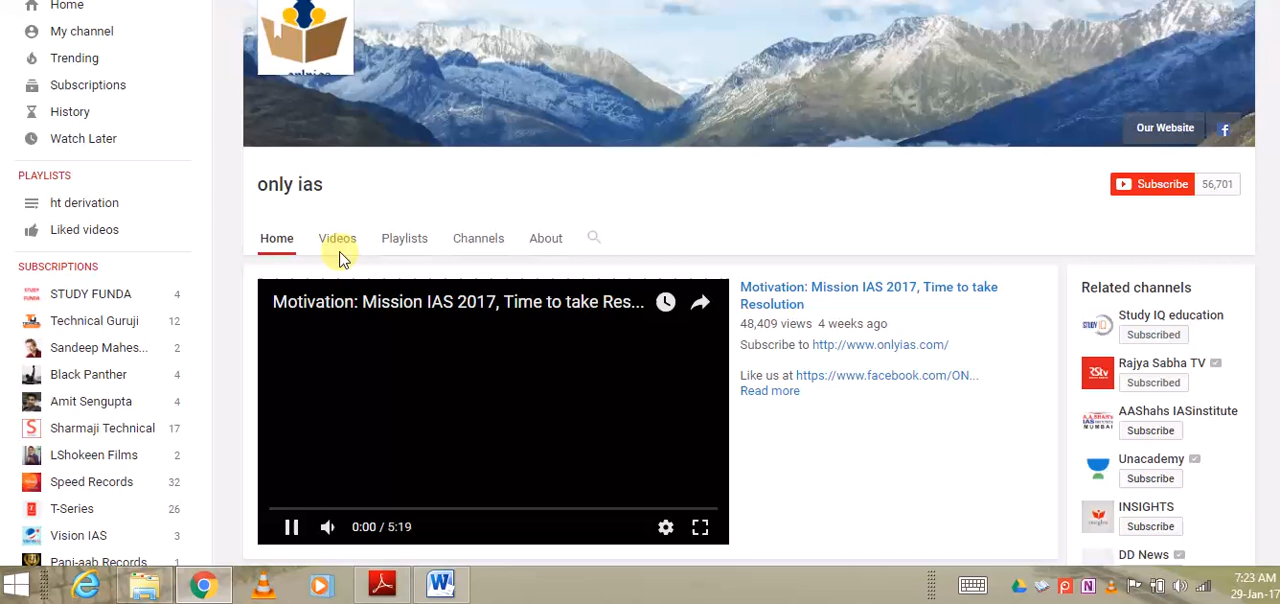 Home
My channel
Trending
Subscriptions
History
Watch Later
PLAYLISTS
ht derivation
Liked videos
SUBSCRIPTIONS
STUDY FUNDA 4
Technical Guruji 12
Sandeep Mahes... 2
Black Panther 4
Amit Sengupta 4
Sharmaji Technical 17
LShokeen Films 2
Speed Records 32
T-Series 26
Vision IAS 3
Panj-aab Records 1
Our Website
only ias
Subscribe 56,701
Home Videos Playlists Channels About
Motivation: Mission IAS 2017, Time to take Res...
0:00 / 5:19
Motivation: Mission IAS 2017, Time to take
Resolution
48,409 views 4 weeks ago
Subscribe to http://www.onlyias.com/
Like us at https://www.facebook.com/ON...
Read more
Related channels
Study IQ education
Subscribed
Rajya Sabha TV
Subscribed
AAShahs IASinstitute
Subscribe
Unacademy
Subscribe
INSIGHTS
Subscribe
DD News
7:23 AM
29-Jan-17